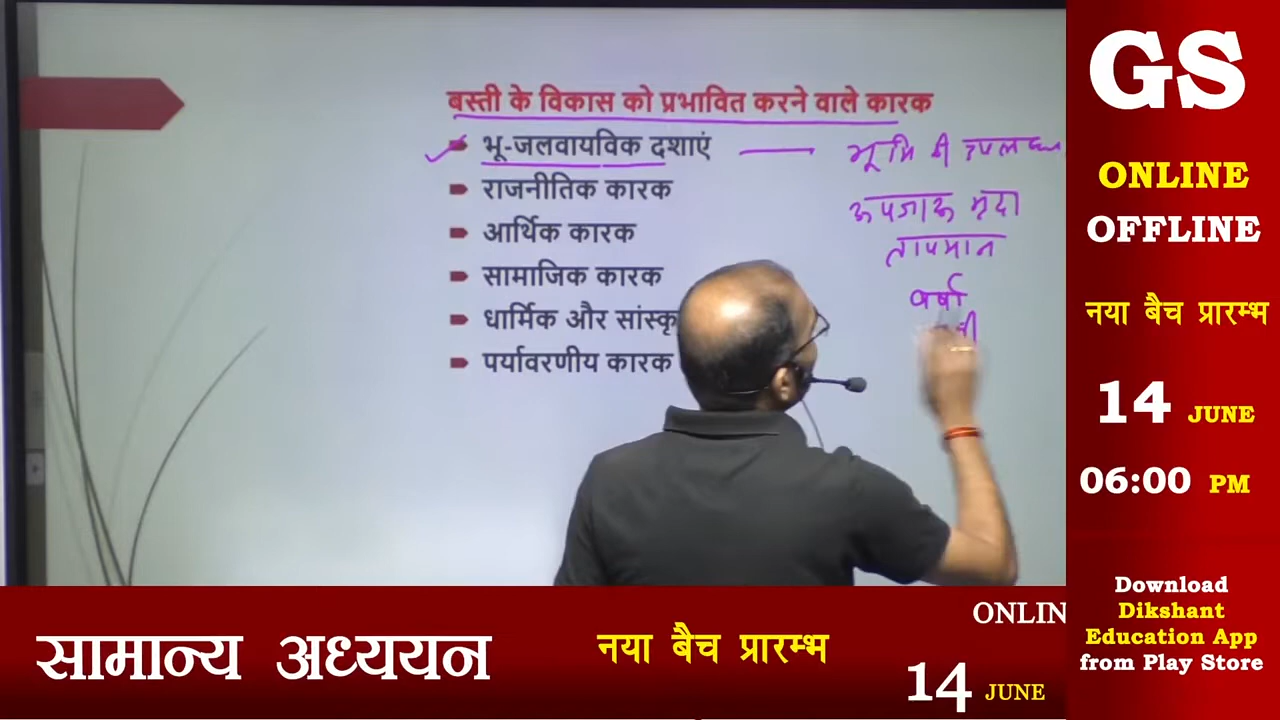 बस्ती के विकास को प्रभावित करने वाले कारक
भू-जलवायविक दशाएं
भूमि की उपलब्ध
राजनीतिक कारक
उपजाऊ मृदा
आर्थिक कारक
तापमान
सामाजिक कारक
वर्षा
धार्मिक और
पर्यावरणीय कारक
GS
ONLINE
OFFLINE
नया बैच प्रारम्भ
14 JUNE
06:00 PM
Download
Dikshant
Education App
from Play Store
सामान्य अध्ययन
नया बैच प्रारम्भ
ONLIN
14 JUNE